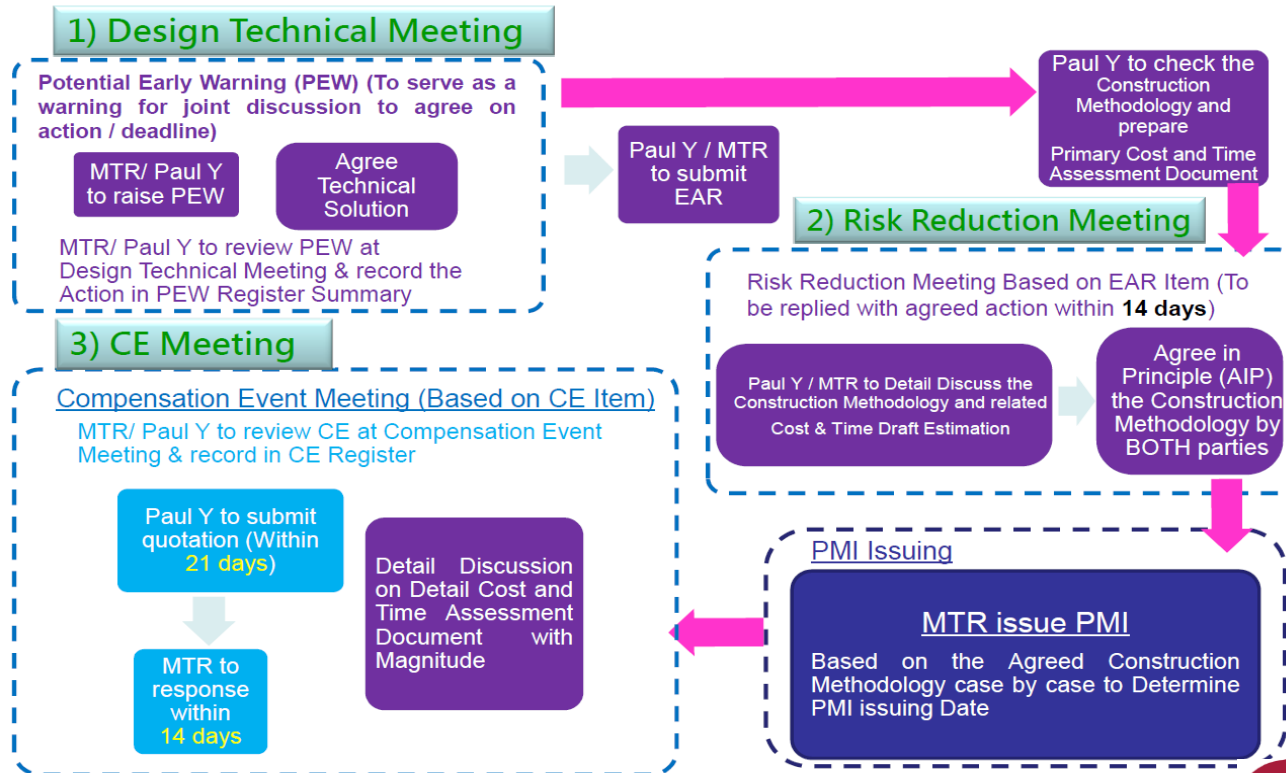 1) Design Technical Meeting
Potential Early Warning (PEW) (To serve as a
warning for joint discussion to agree on
action / deadline)
MTR/ Paul Y
to raise PEW
Agree
Technical
Solution
MTR/ Paul Y to review PEW at
Design Technical Meeting & record the
Action in PEW Register Summary
Paul Y / MTR
to submit
EAR
Paul Y to check the
Construction
Methodology and
prepare
Primary Cost and Time
Assessment Document
2) Risk Reduction Meeting
Risk Reduction Meeting Based on EAR Item (To
be replied with agreed action within 14 days)
Paul Y / MTR to Detail Discuss the
Construction Methodology and related
Cost & Time Draft Estimation
Agree in
Principle (AIP)
the Construction
Methodology by
BOTH parties
PMI Issuing
MTR issue PMI
Based on the Agreed Construction
Methodology case by case to Determine
PMI issuing Date
3) CE Meeting
Compensation Event Meeting (Based on CE Item)
MTR/ Paul Y to review CE at Compensation Event
Meeting & record in CE Register
Paul Y to submit
quotation (Within
21 days)
MTR to
response
within
14 days
Detail Discussion
on Detail Cost and
Time Assessment
Document with
Magnitude